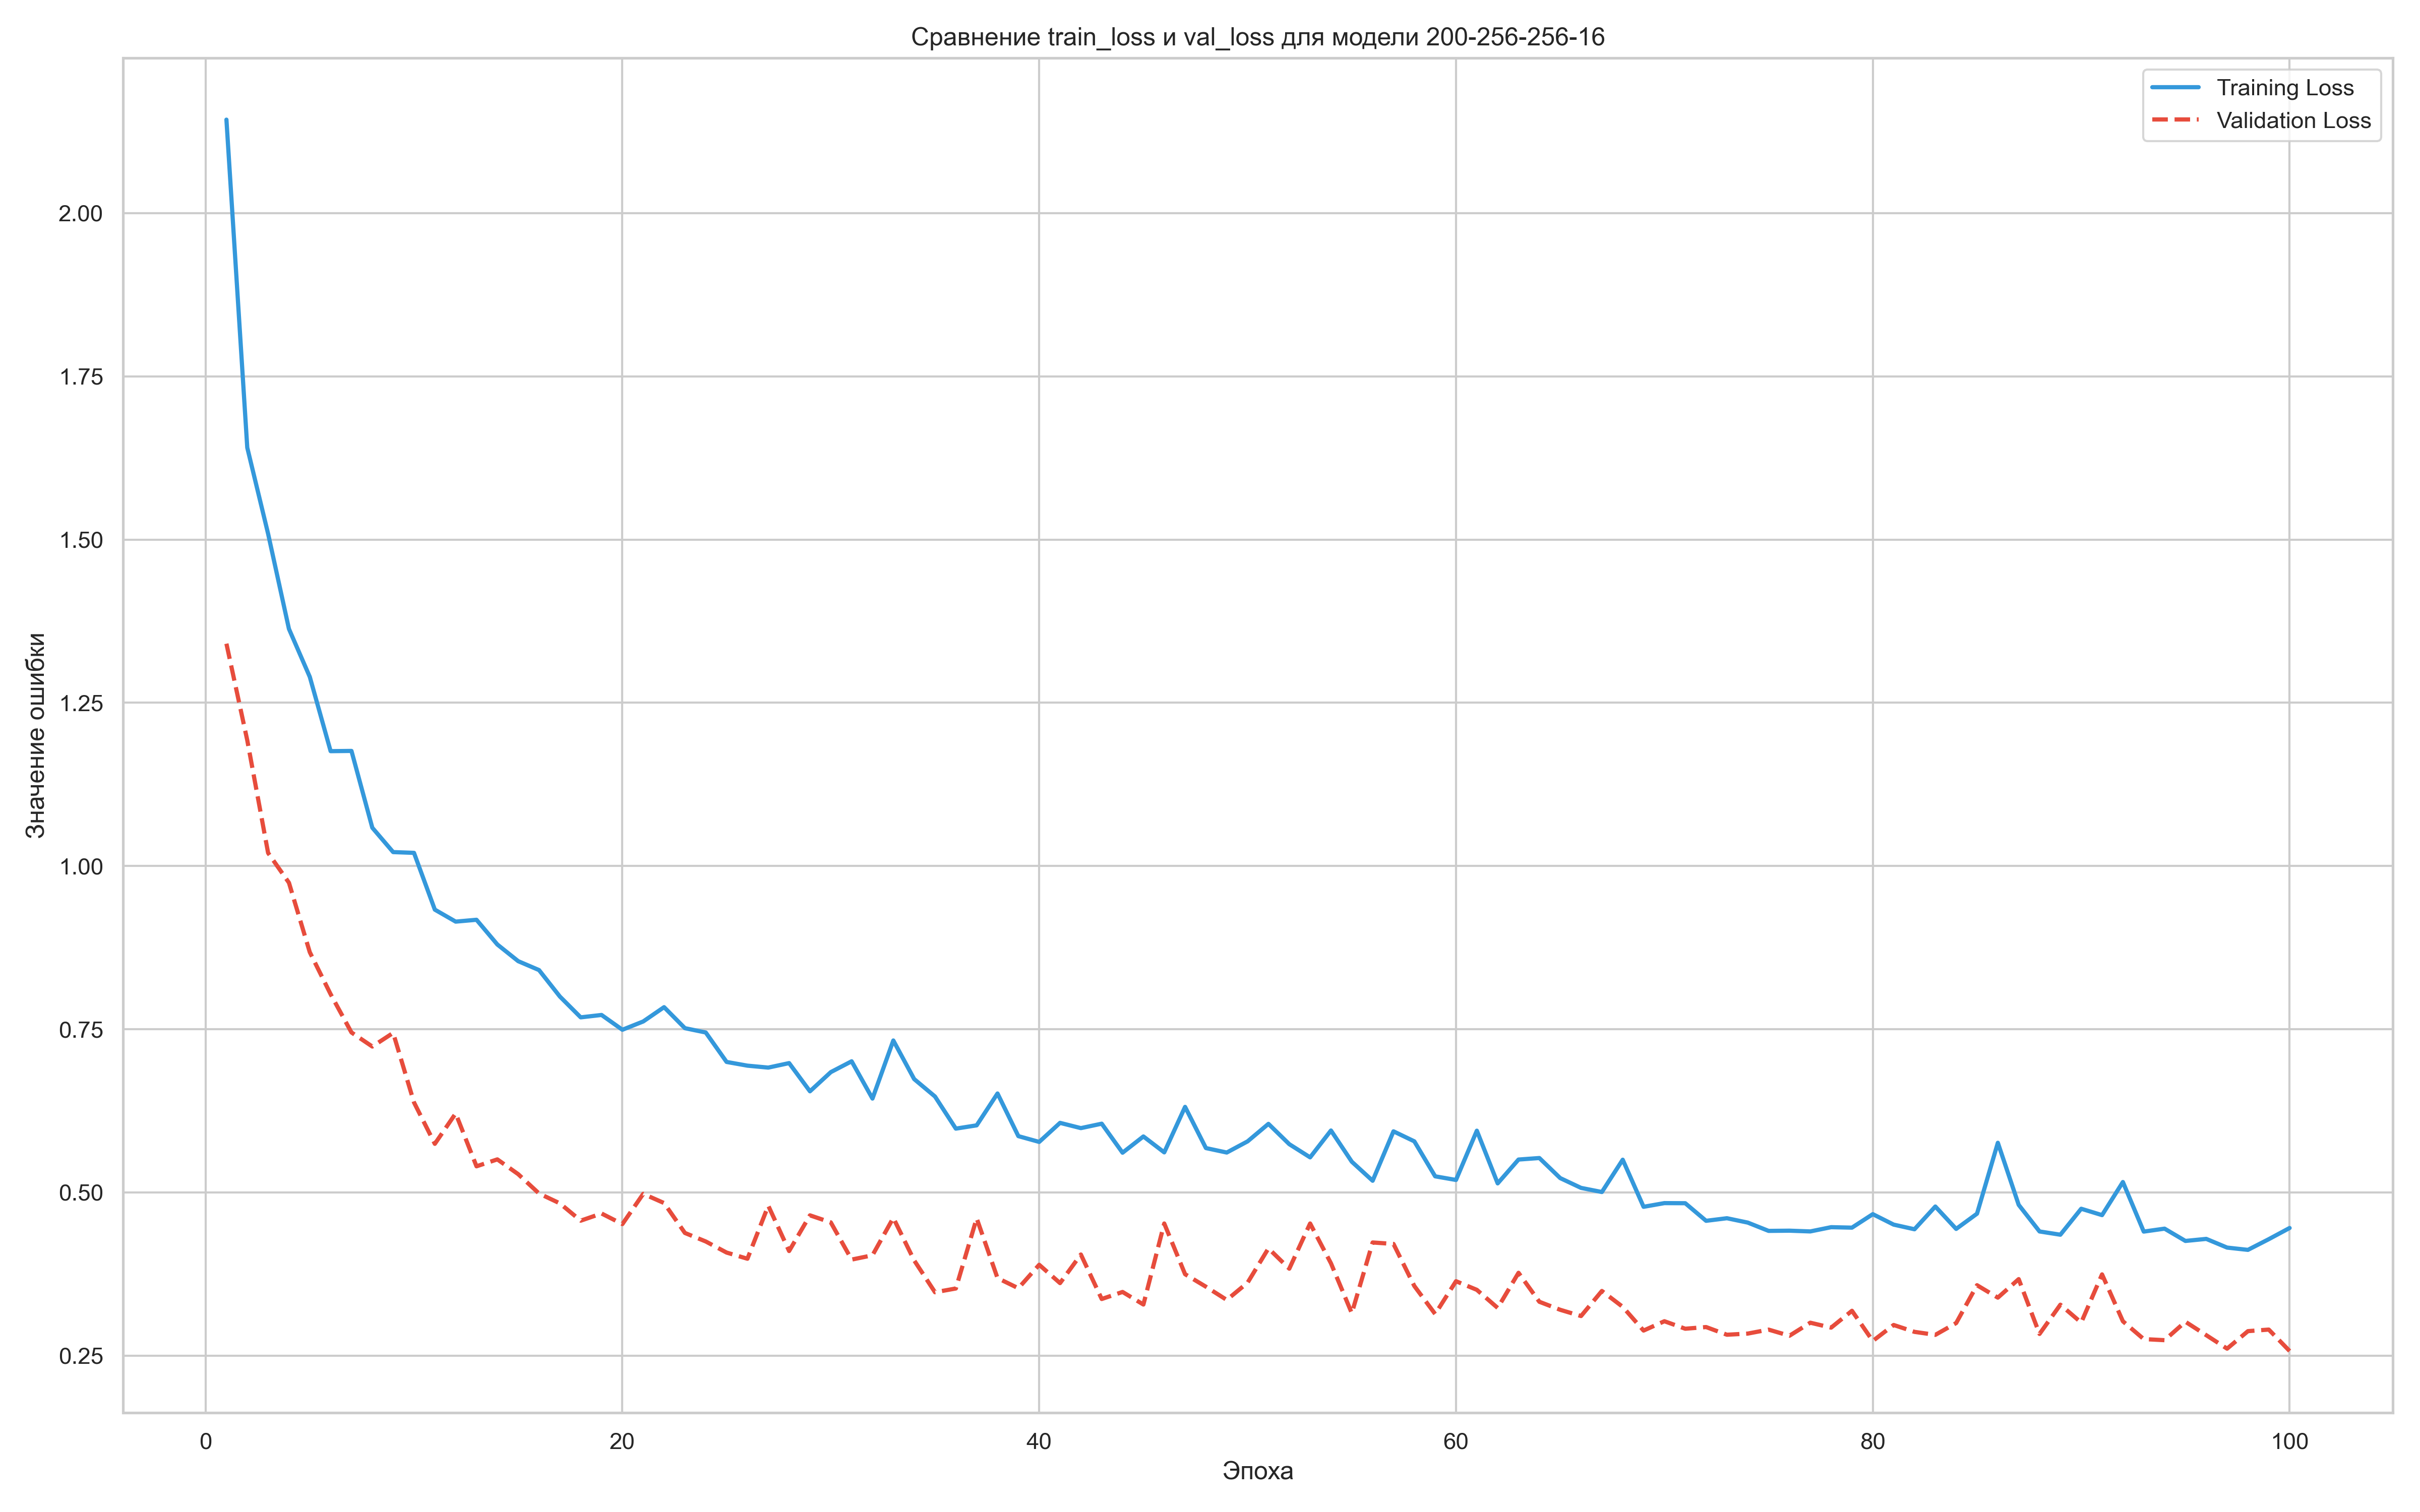 Сравнение train_loss и val_loss для модели 200-256-256-16
Training Loss
Validation Loss
Значение ошибки
2.00
1.75
1.50
1.25
1.00
0.75
0.50
0.25
0
20
40
60
80
100
Эпоха